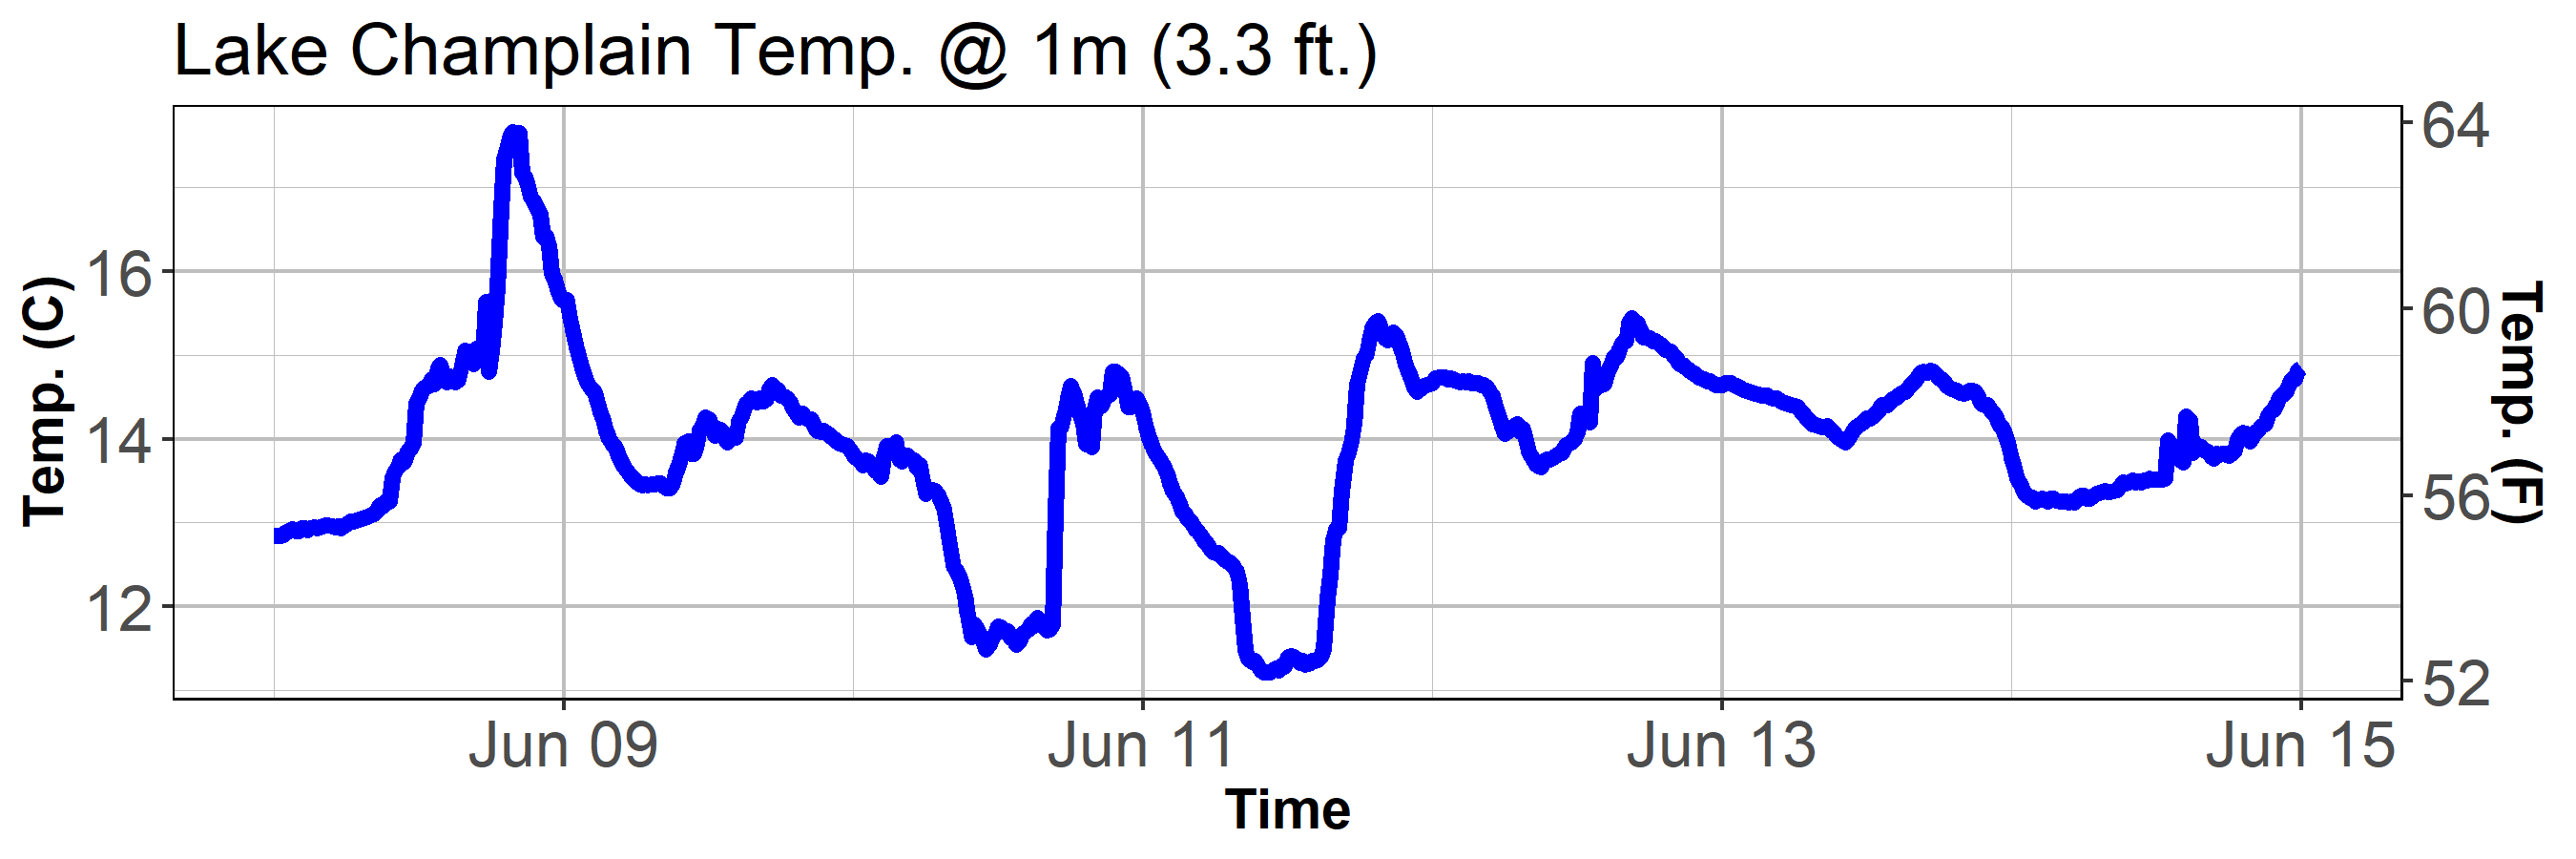 Lake Champlain Temp. @ 1m (3.3 ft.)
Temp. (C)
16
14
12
64
60
56
52
Temp. (F)
Jun 09
Jun 11
Jun 13
Jun 15
Time